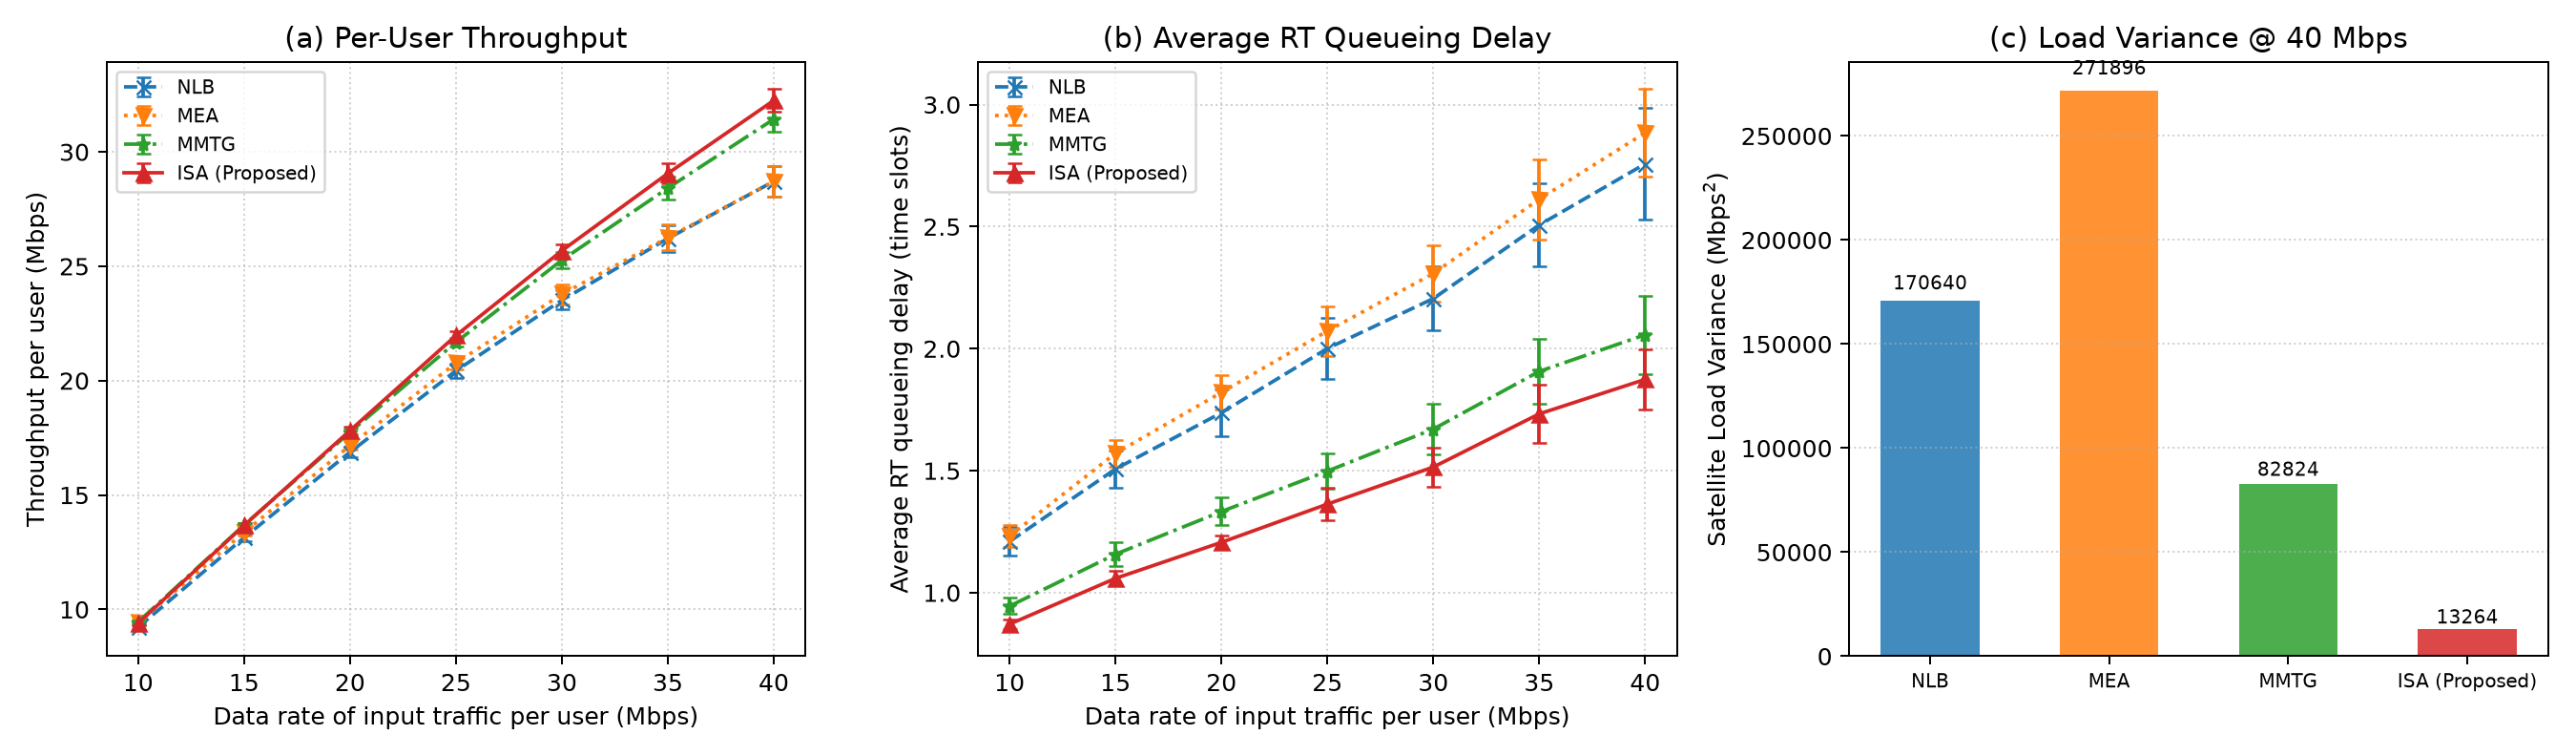 (a) Per-User Throughput
Throughput per user (Mbps)
30
25
20
15
10
NLB
MEA
MMTG
ISA (Proposed)
10 15 20 25 30 35 40
Data rate of input traffic per user (Mbps)
(b) Average RT Queueing Delay
Average RT queueing delay (time slots)
3.0
2.5
2.0
1.5
1.0
NLB
MEA
MMTG
ISA (Proposed)
10 15 20 25 30 35 40
Data rate of input traffic per user (Mbps)
(c) Load Variance @ 40 Mbps
Satellite Load Variance (Mbps²)
250000
200000
150000
100000
50000
0
170640
271896
82824
13264
NLB MEA MMTG ISA (Proposed)